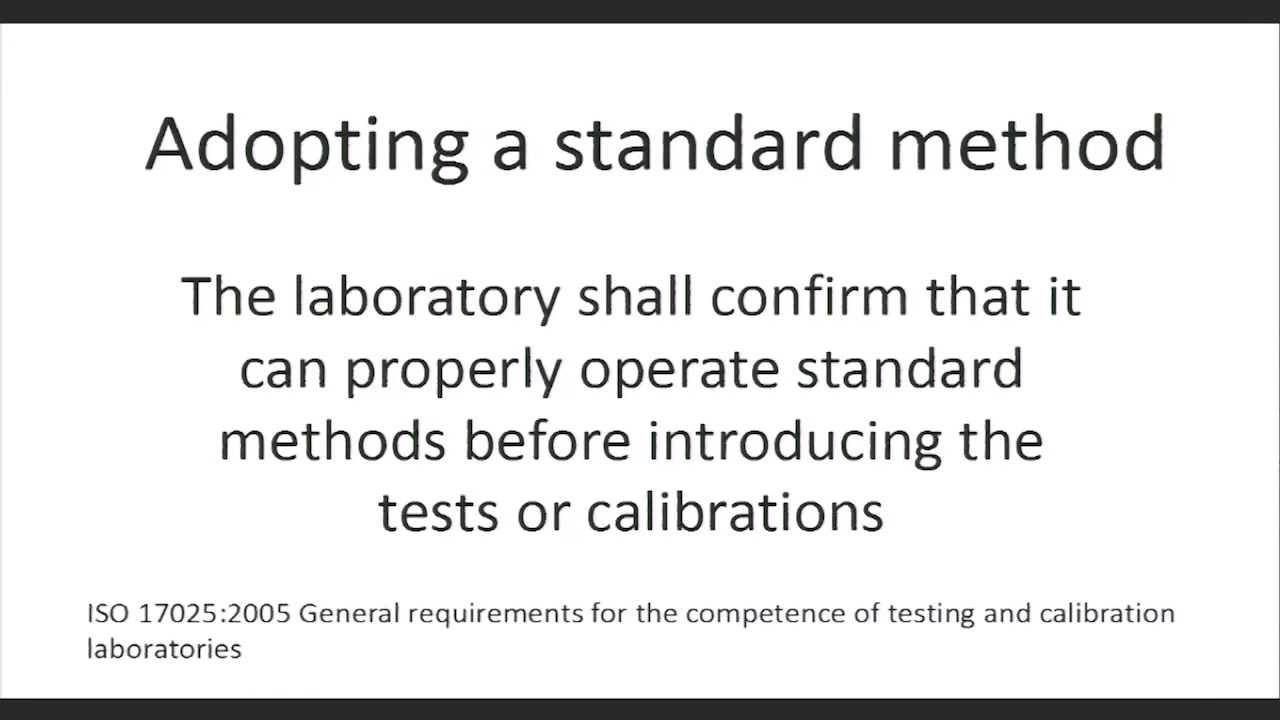 Adopting a standard method
The laboratory shall confirm that it
can properly operate standard
methods before introducing the
tests or calibrations
ISO 17025:2005 General requirements for the competence of testing and calibration
laboratories